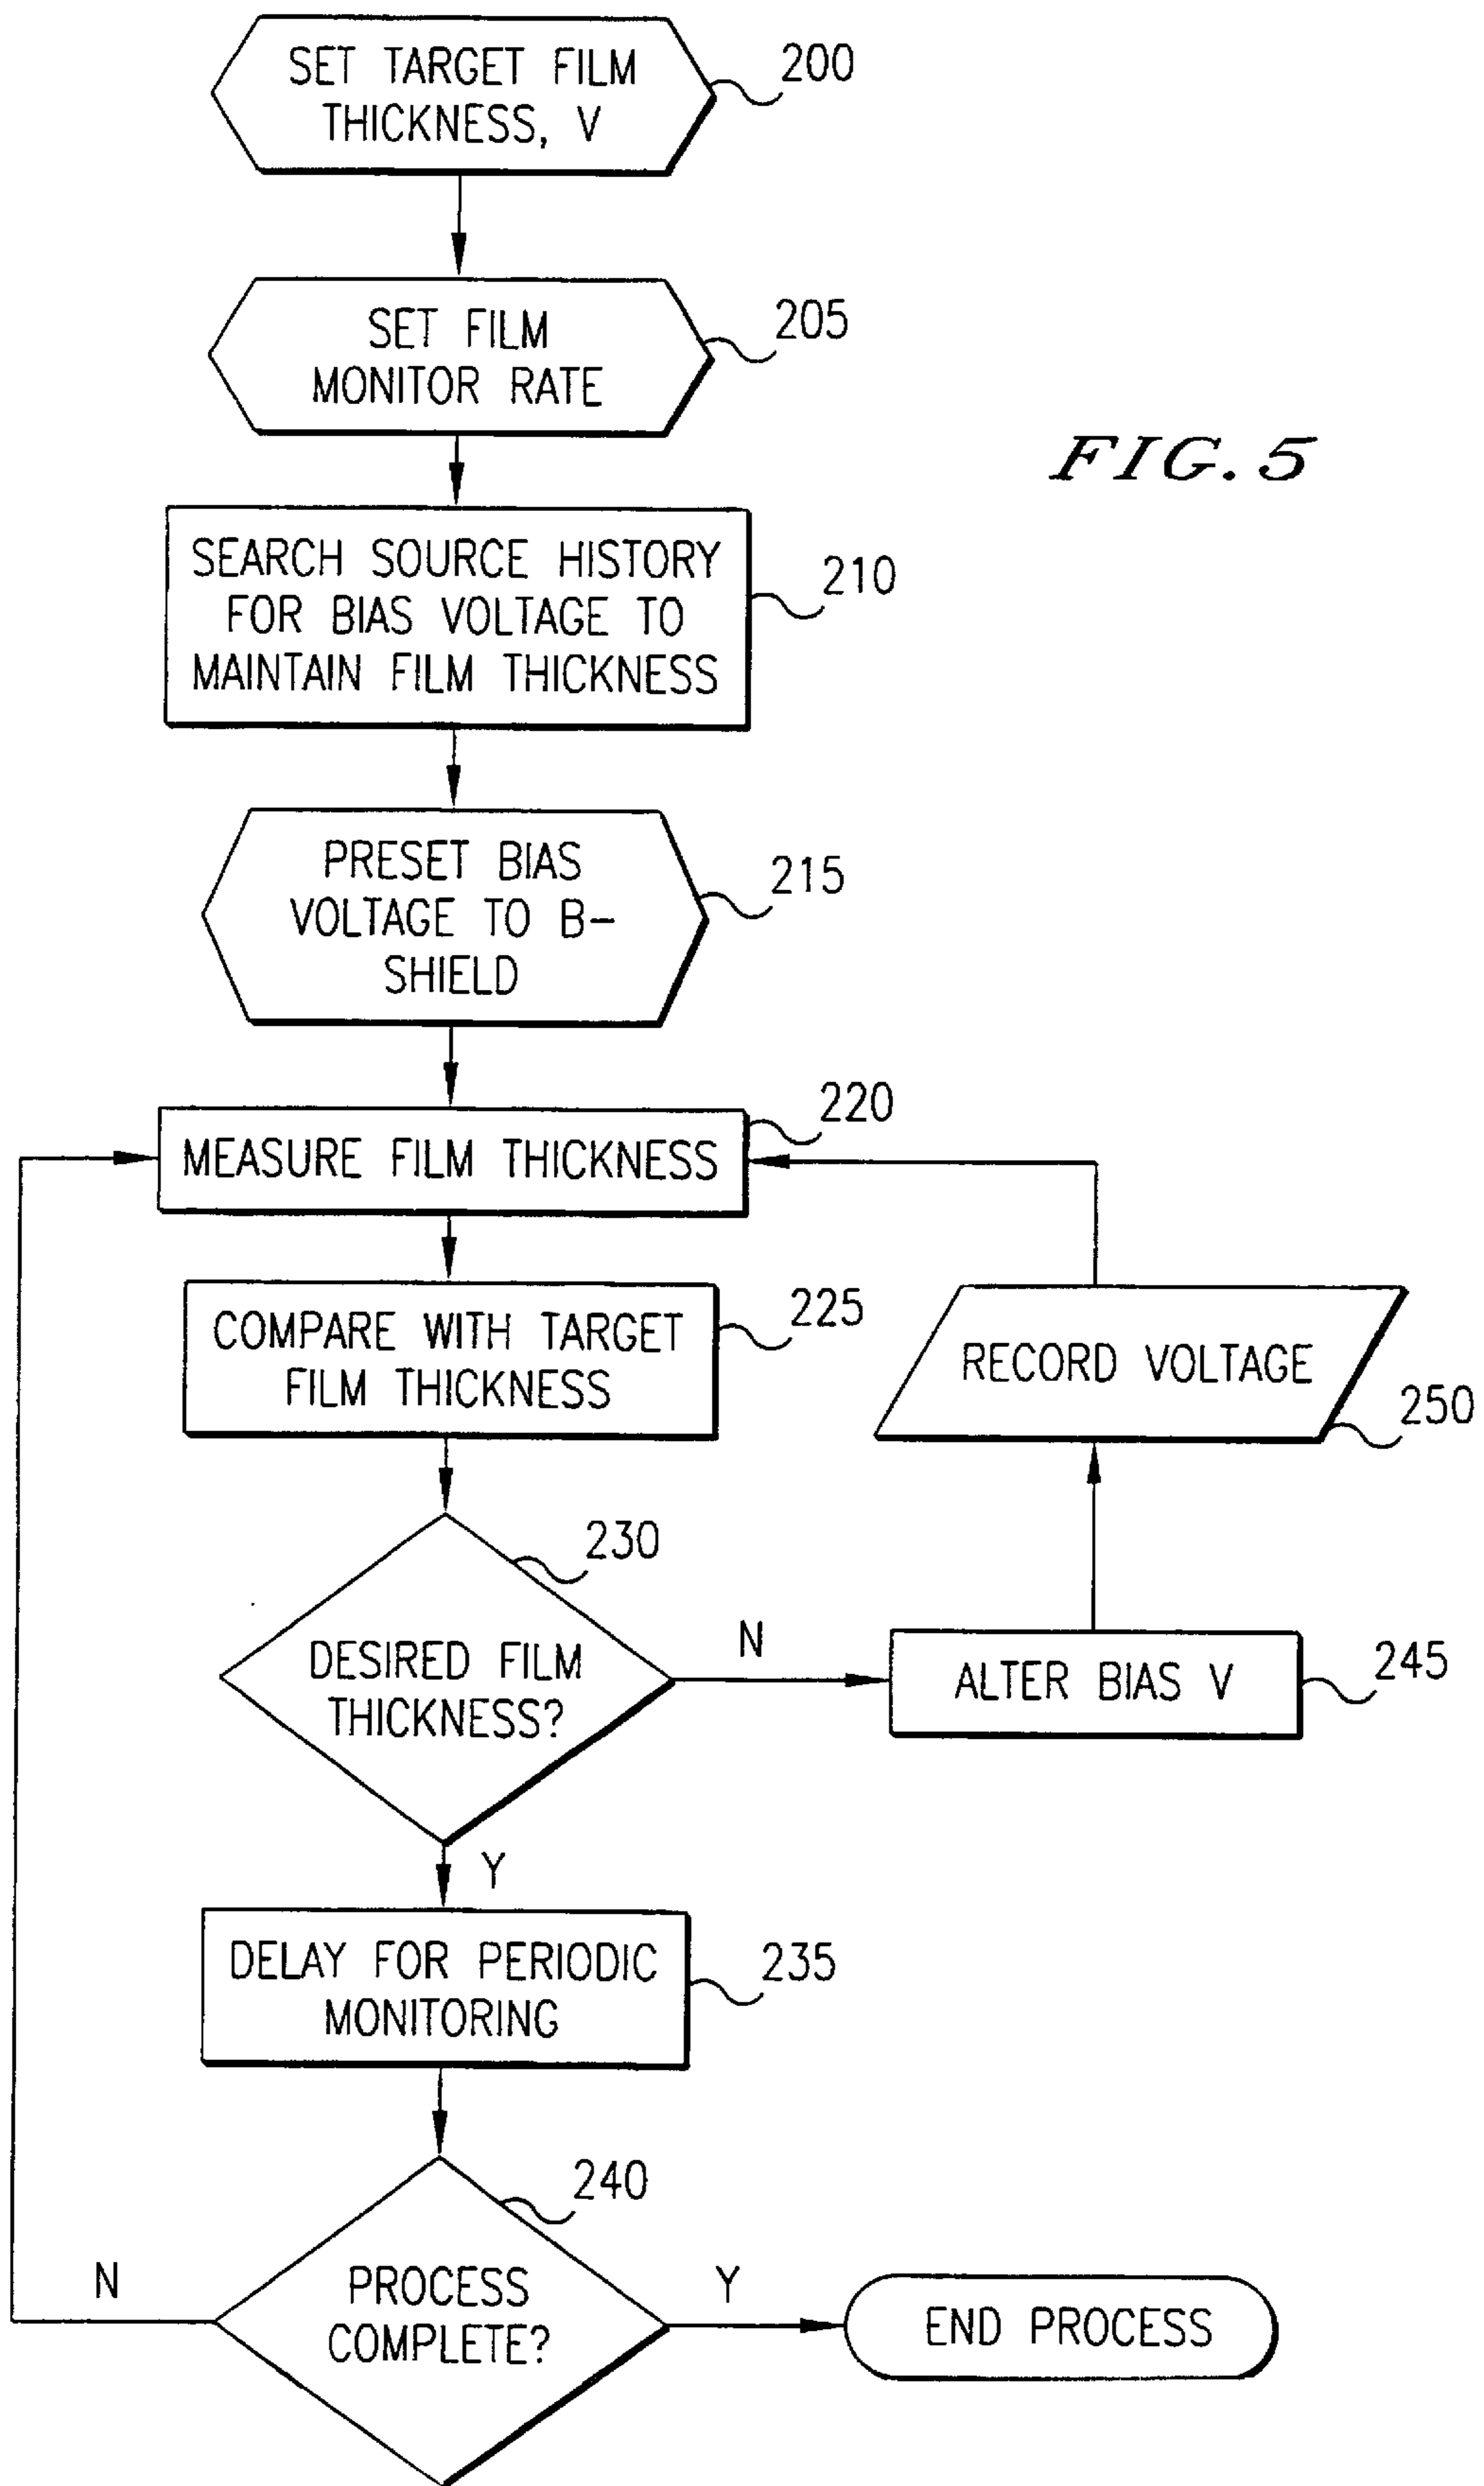 SET TARGET FILM
THICKNESS, V
200
SET FILM
MONITOR RATE
205
FIG. 5
SEARCH SOURCE HISTORY
FOR BIAS VOLTAGE TO
MAINTAIN FILM THICKNESS
210
PRESET BIAS
VOLTAGE TO B-
SHIELD
215
MEASURE FILM THICKNESS
220
COMPARE WITH TARGET
FILM THICKNESS
225
RECORD VOLTAGE
250
DESIRED FILM
THICKNESS?
230
N
ALTER BIAS V
245
Y
DELAY FOR PERIODIC
MONITORING
235
PROCESS
COMPLETE?
240
N
Y
END PROCESS